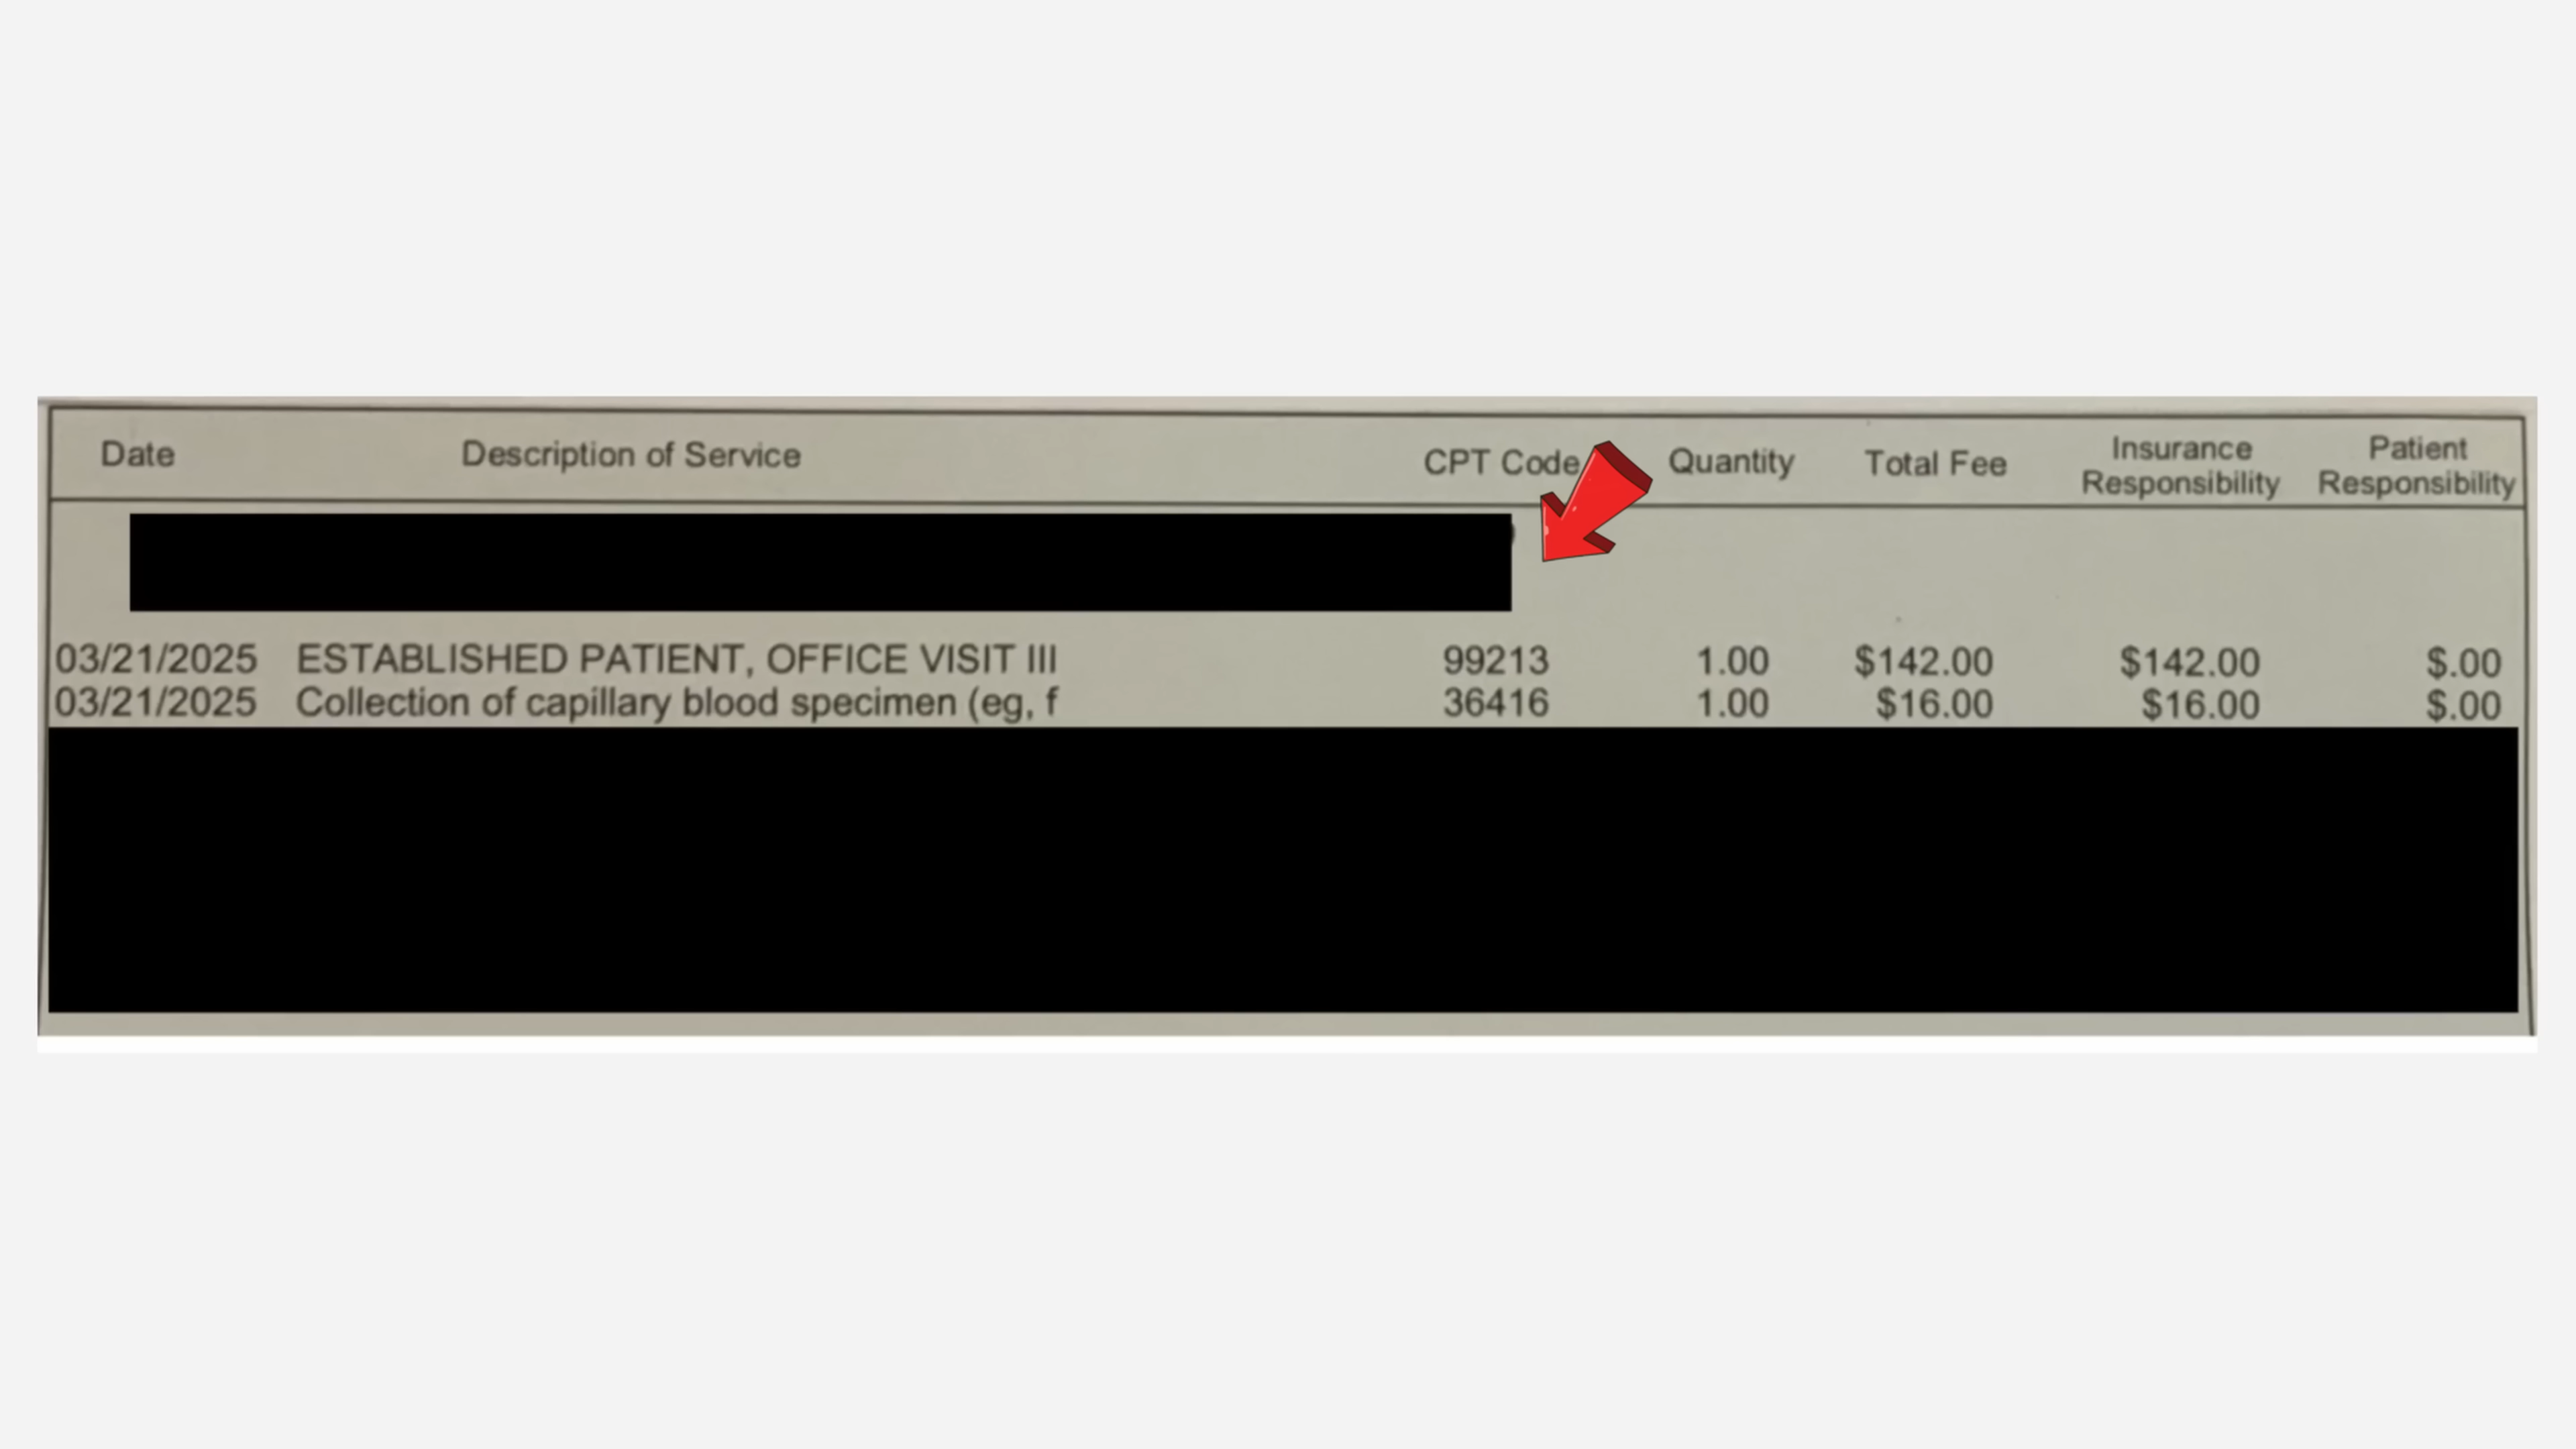 Date Description of Service CPT Code Quantity Total Fee Insurance Responsibility Patient Responsibility
03/21/2025 ESTABLISHED PATIENT, OFFICE VISIT III 99213 1.00 $142.00 $142.00 $.00
03/21/2025 Collection of capillary blood specimen (eg, f 36416 1.00 $16.00 $16.00 $.00